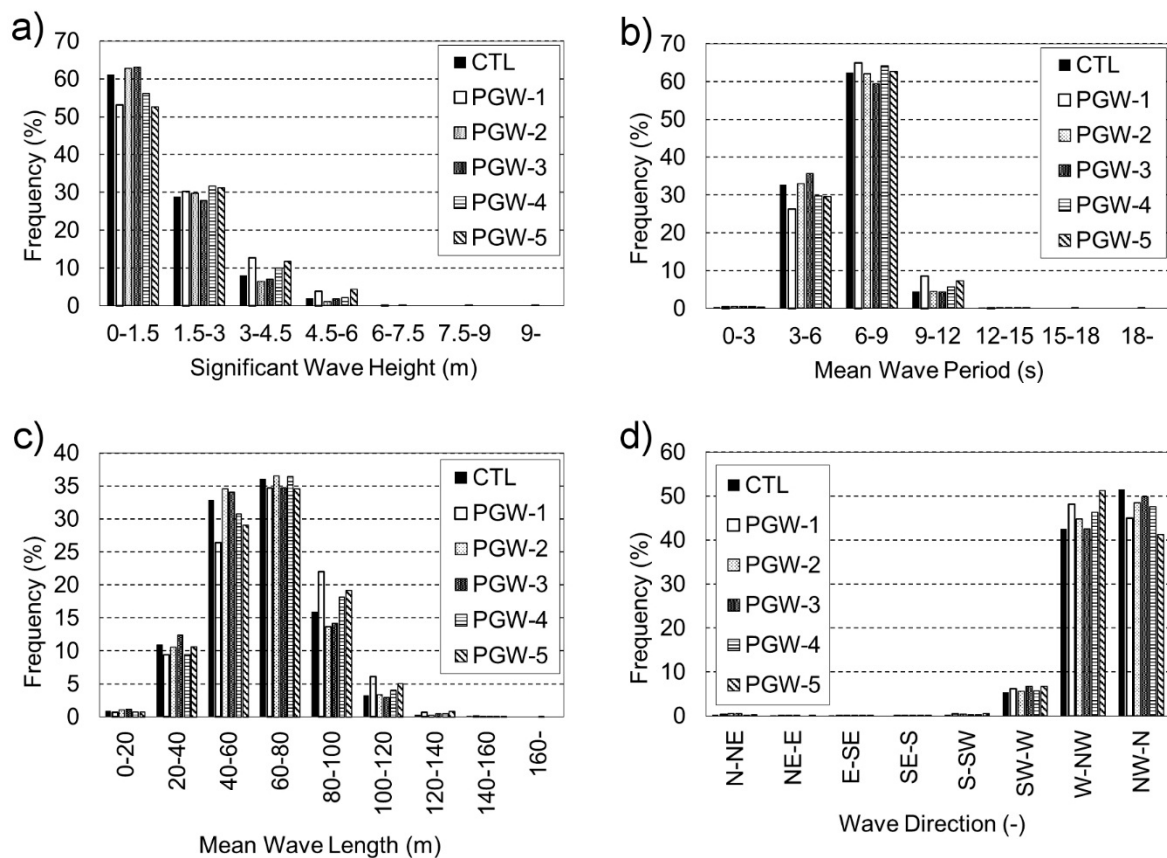 a)
70
60
50
40
30
20
10
0
Frequency (%)
CTL
PGW-1
PGW-2
PGW-3
PGW-4
PGW-5
0-1.5 1.5-3 3-4.5 4.5-6 6-7.5 7.5-9 9-
Significant Wave Height (m)
b)
70
60
50
40
30
20
10
0
Frequency (%)
CTL
PGW-1
PGW-2
PGW-3
PGW-4
PGW-5
0-3 3-6 6-9 9-12 12-15 15-18 18-
Mean Wave Period (s)
c)
40
35
30
25
20
15
10
5
0
Frequency (%)
CTL
PGW-1
PGW-2
PGW-3
PGW-4
PGW-5
0-20
20-40
40-60
60-80
80-100
100-120
120-140
140-160
160-
Mean Wave Length (m)
d)
60
50
40
30
20
10
0
Frequency (%)
CTL
PGW-1
PGW-2
PGW-3
PGW-4
PGW-5
N-NE
NE-E
E-SE
SE-S
S-SW
SW-W
W-NW
NW-N
Wave Direction (-)